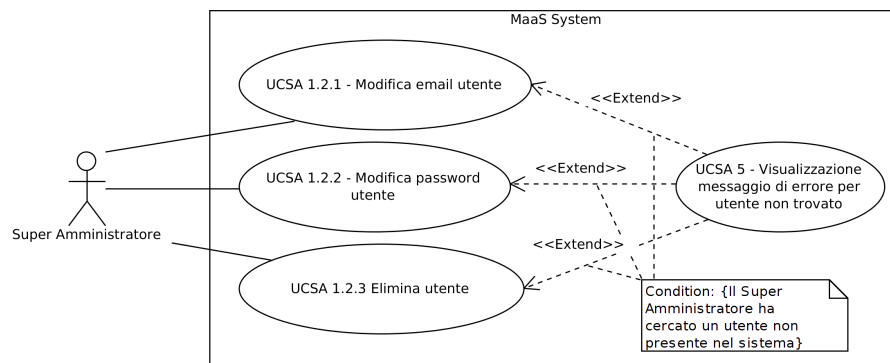 MaaS System
UCSA 1.2.1 - Modifica email utente
<<Extend>>
UCSA 1.2.2 - Modifica password
utente
<<Extend>>
UCSA 5 - Visualizzazione
messaggio di errore per
utente non trovato
Super Amministratore
<<Extend>>
UCSA 1.2.3 Elimina utente
Condition: {Il Super
Amministratore ha
cercato un utente non
presente nel sistema}